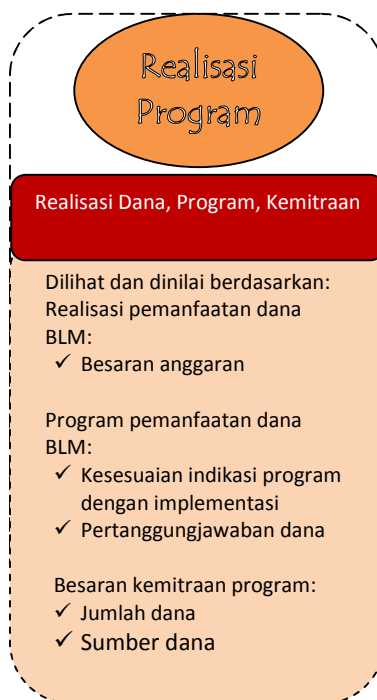 Realisasi
Program
Realisasi Dana, Program, Kemitraan
Dilihat dan dinilai berdasarkan:
Realisasi pemanfaatan dana
BLM:
✓ Besaran anggaran
Program pemanfaatan dana
BLM:
✓ Kesesuaian indikasi program
dengan implementasi
✓ Pertanggungjawaban dana
Besaran kemitraan program:
✓ Jumlah dana
✓ Sumber dana